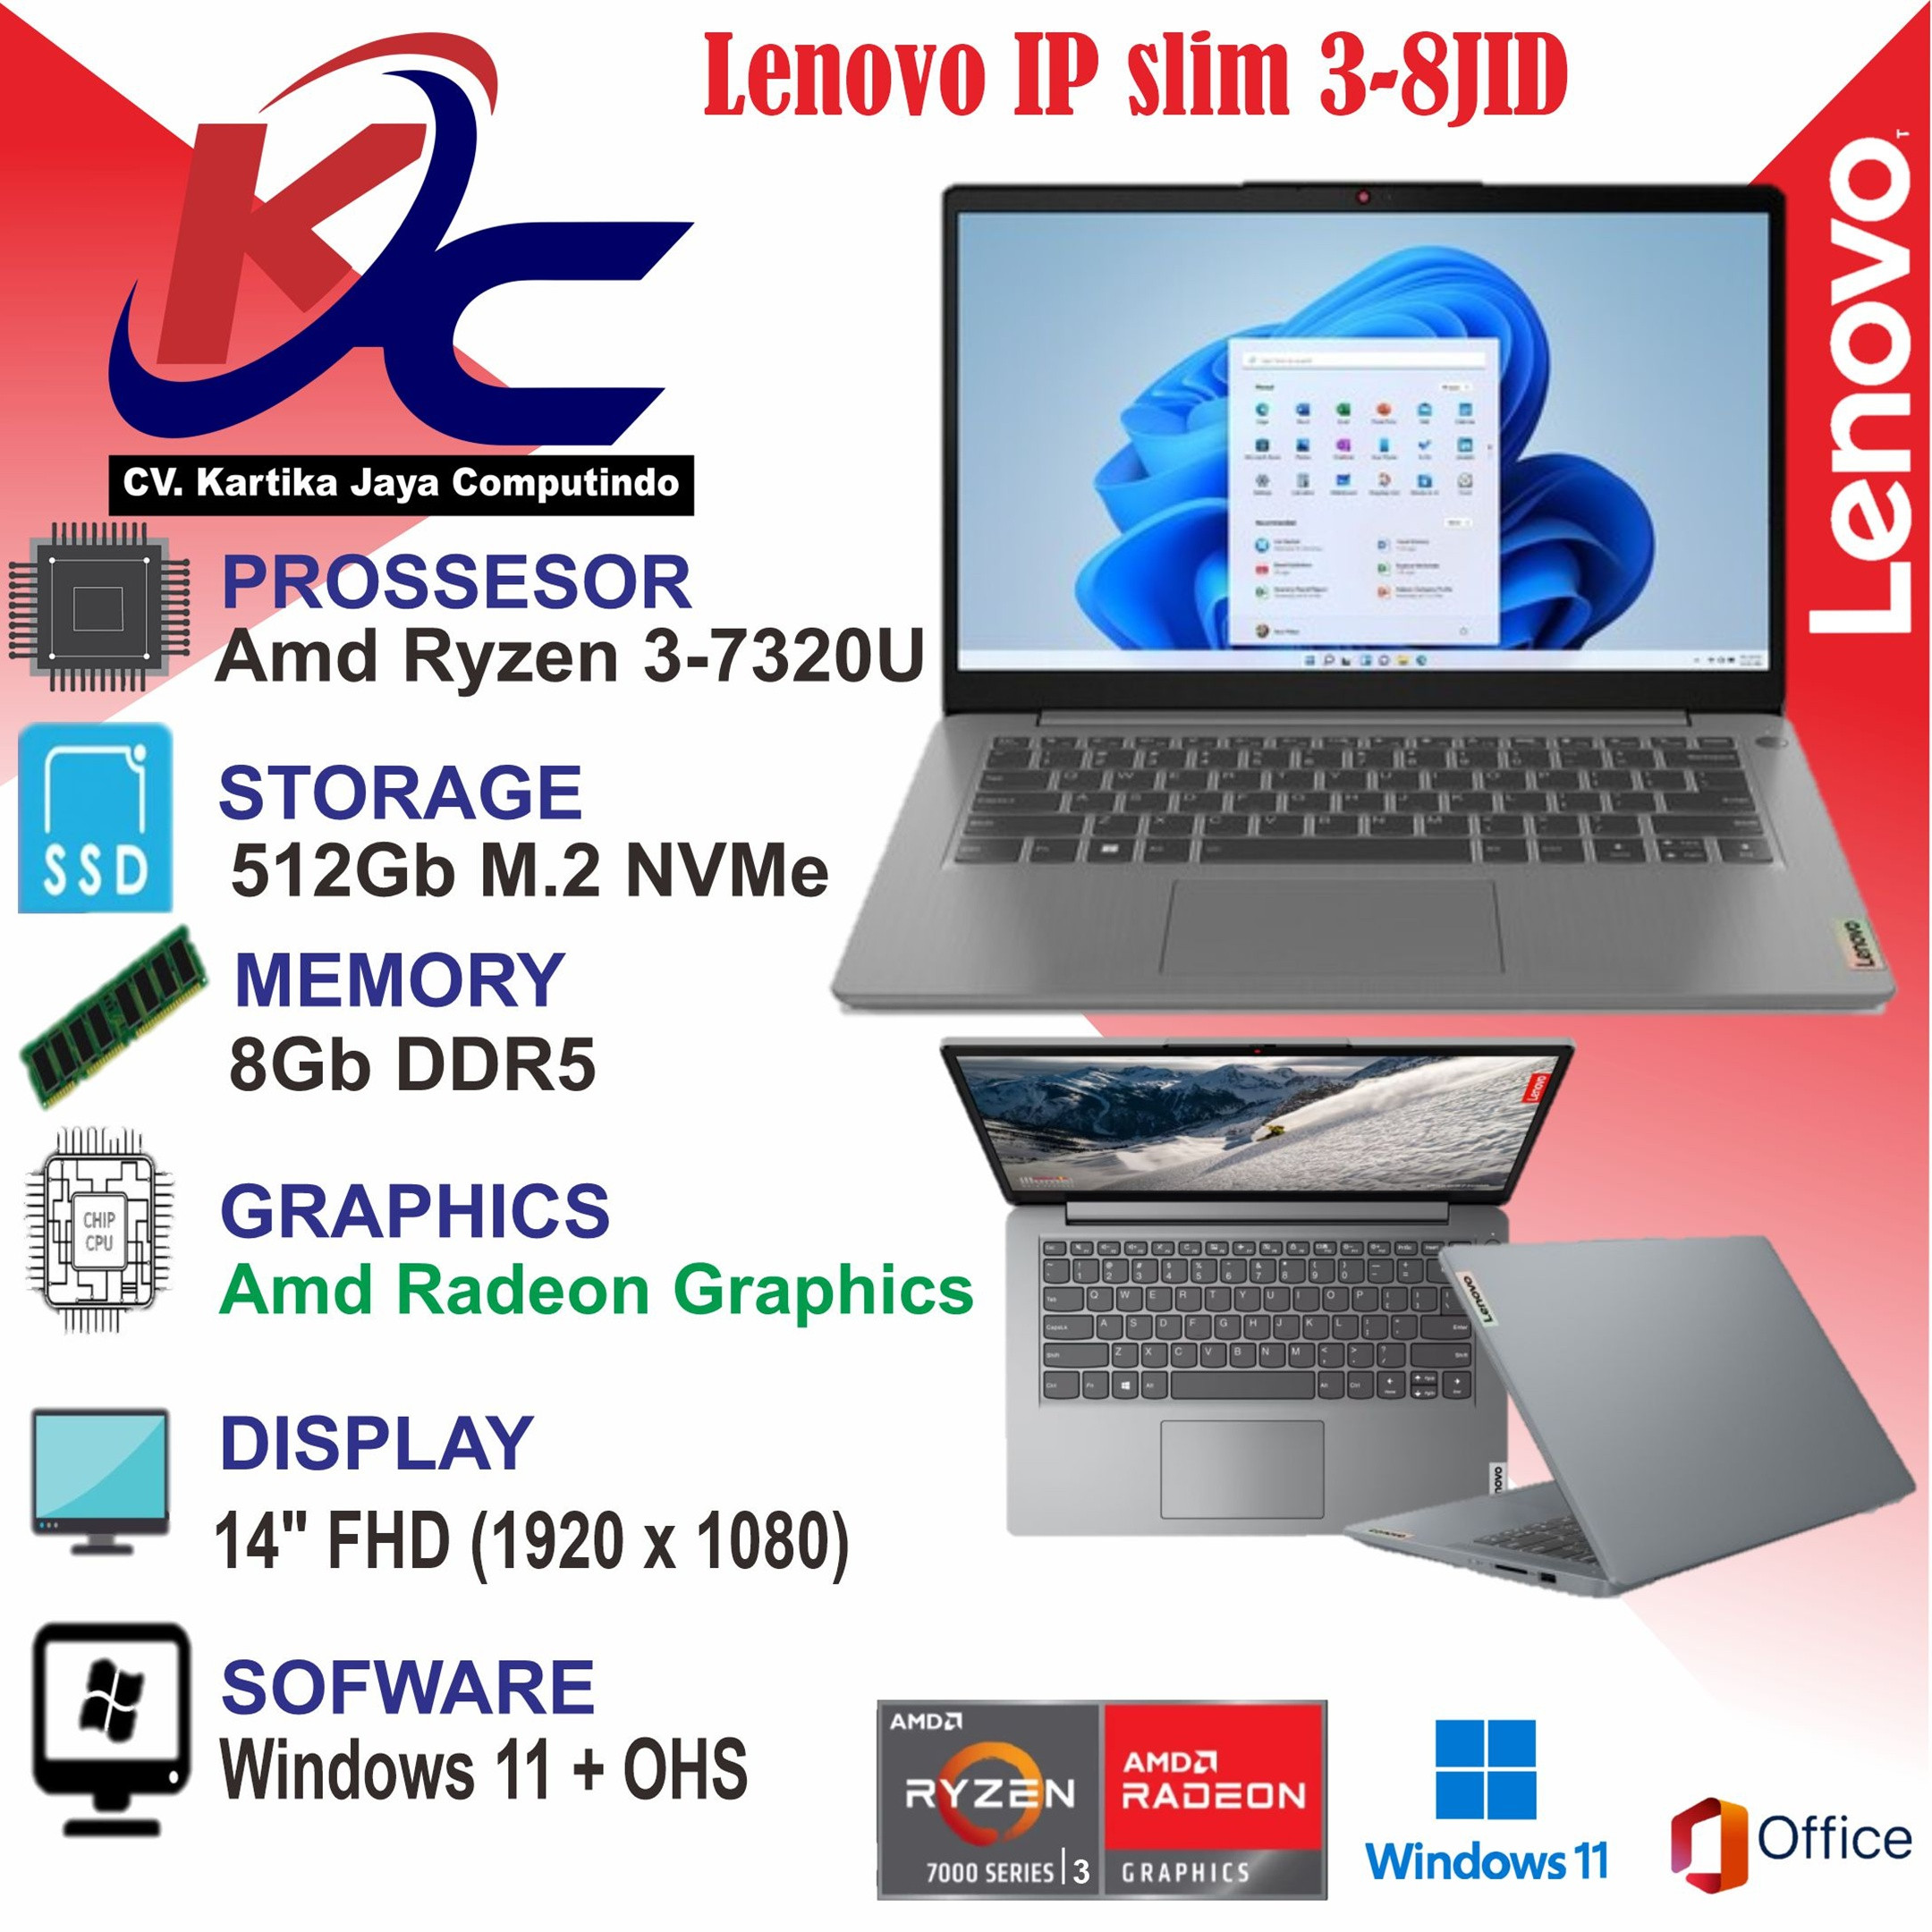 Lenovo IP slim 3-8JID
Lenovo
CV. Kartika Jaya Computindo
PROSSESOR
Amd Ryzen 3-7320U
SSD
STORAGE
512Gb M.2 NVMe
MEMORY
8Gb DDR5
CHIP
CPU
GRAPHICS
Amd Radeon Graphics
DISPLAY
14" FHD (1920 x 1080)
SOFWARE
Windows 11 + OHS
Lenovo
Lenovo
Lenovo
AMD
RYZEN
7000 SERIES | 3
AMD
RADEON
GRAPHICS
Windows 11
Office